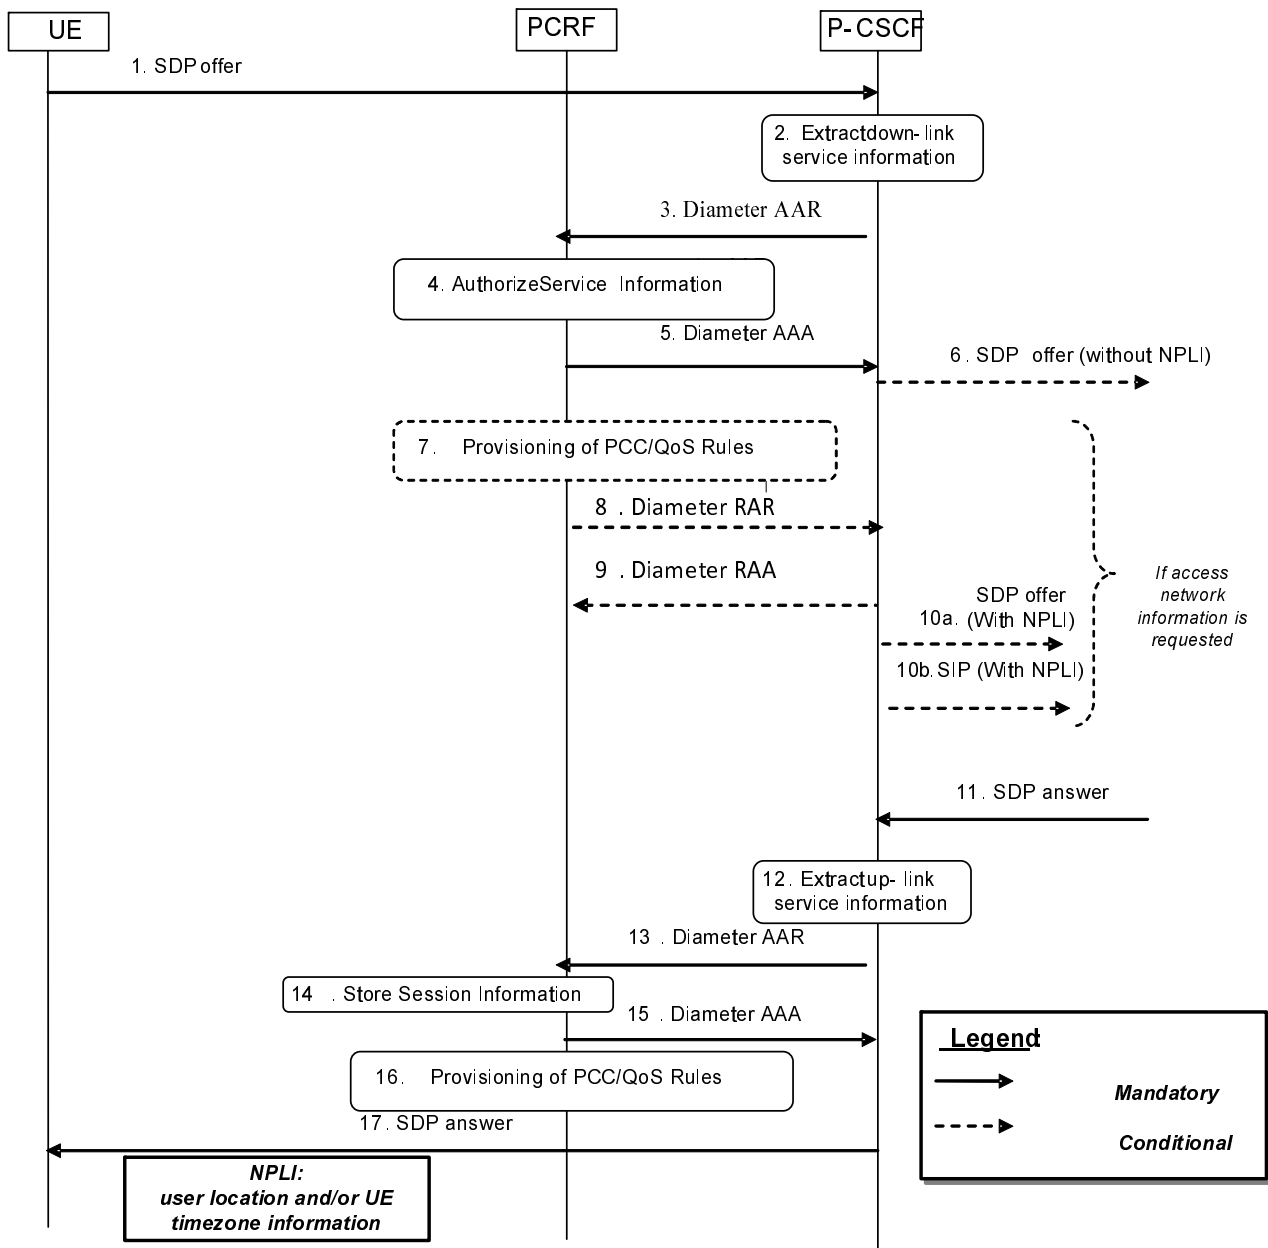 UE
PCRF
P-CSCF
1. SDP offer
2. Extractdown-link
service information
3. Diameter AAR
4. AuthorizeService Information
5. Diameter AAA
6. SDP offer (without NPLI)
7. Provisioning of PCC/QoS Rules
8 . Diameter RAR
9 . Diameter RAA
SDP offer
10a. (With NPLI)
10b. SIP (With NPLI)
If access
network
information is
requested
11. SDP answer
12. Extractup-link
service information
13 . Diameter AAR
14 . Store Session Information
15 . Diameter AAA
16. Provisioning of PCC/QoS Rules
17. SDP answer
Legend
Mandatory
Conditional
NPLI:
user location and/or UE
timezone information